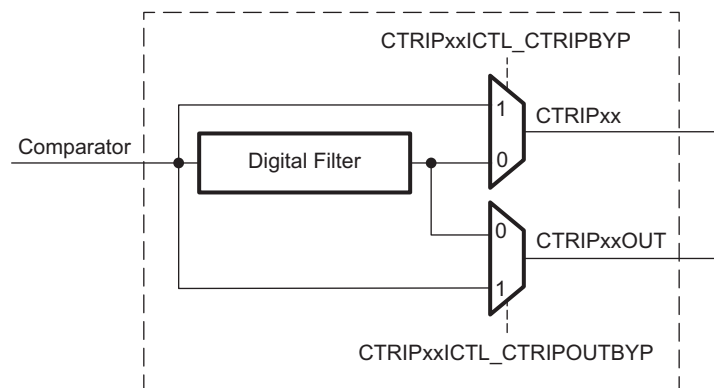 CTRIPxxICTL_CTRIPBYP
1
CTRIPxx
Comparator
Digital Filter
0
0
CTRIPxxOUT
1
CTRIPxxICTL_CTRIPOUTBYP